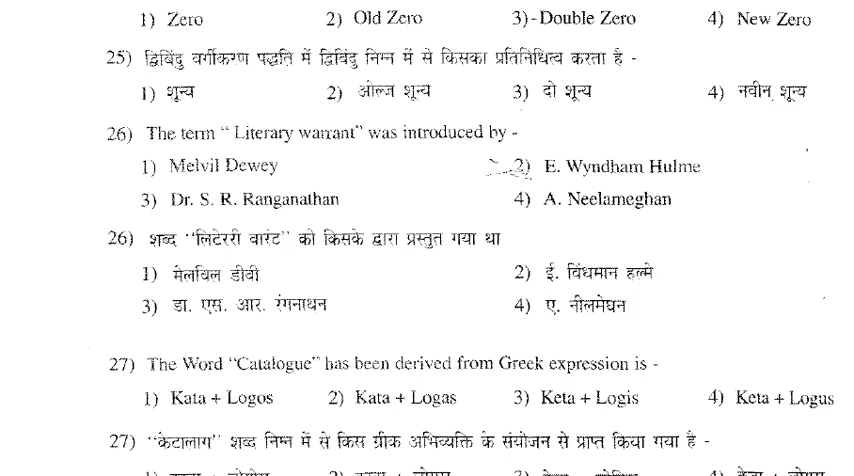 1) Zero 2) Old Zero 3)-Double Zero 4) New Zero
25) द्विबिंदु वर्गीकरण पद्धति में द्विबिंदु निम्न में से किसका प्रतिनिधित्व करता है -
1) शून्य 2) ओल्ज शून्य 3) दो शून्य 4) नवीन शून्य
26) The term “ Literary warrant” was introduced by -
1) Melvil Dewey 2) E. Wyndham Hulme
3) Dr. S. R. Ranganathan 4) A. Neelameghan
26) शब्द “लिटेररी वारंट” को किसके द्वारा प्रस्तुत गया था
1) मेलविल डीवी 2) ई. विंधमान हल्मे
3) डा. एस. आर. रंगनाथन 4) ए. नीलमेघन
27) The Word “Catalogue” has been derived from Greek expression is -
1) Kata + Logos 2) Kata + Logas 3) Keta + Logis 4) Keta + Logus
27) “केटालाग” शब्द निम्न में से किस ग्रीक अभिव्यक्ति के संयोजन से प्राप्त किया गया है -